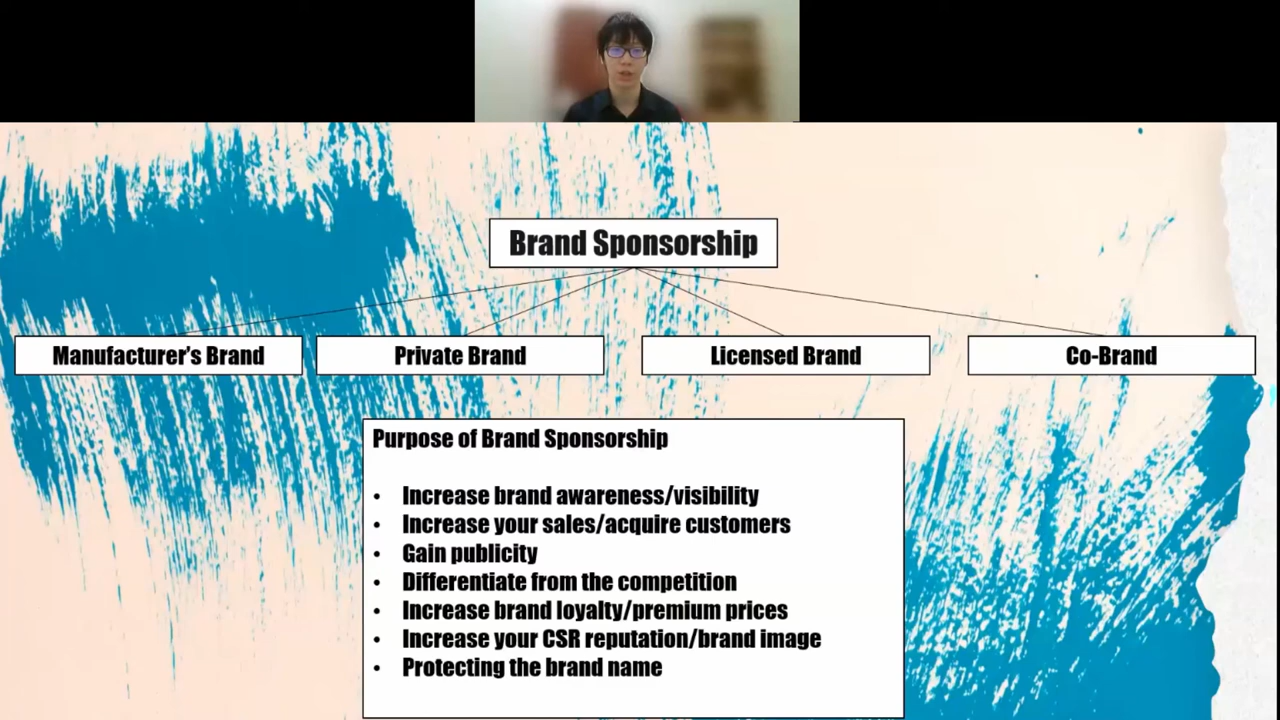 Brand Sponsorship
Manufacturer's Brand
Private Brand
Licensed Brand
Co-Brand
Purpose of Brand Sponsorship
• Increase brand awareness/visibility
• Increase your sales/acquire customers
• Gain publicity
• Differentiate from the competition
• Increase brand loyalty/premium prices
• Increase your CSR reputation/brand image
• Protecting the brand name